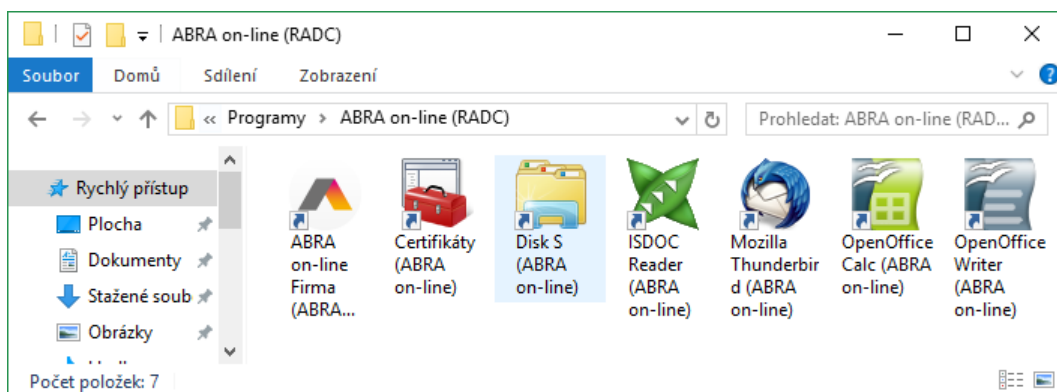 ABRA on-line (RADC)
Soubor Domů Sdílení Zobrazení
« Programy › ABRA on-line (RADC)
Prohledat: ABRA on-line (RAD...
Rychlý přístup
Plocha
Dokumenty
Stažené soub
Obrázky
ABRA
on-line
Firma
(ABRA...
Certifikáty
(ABRA
on-line)
Disk S
(ABRA
on-line)
ISDOC
Reader
(ABRA
on-line)
Mozilla
Thunderbir
d (ABRA
on-line)
OpenOffice
Calc (ABRA
on-line)
OpenOffice
Writer
(ABRA
on-line)
Počet položek: 7